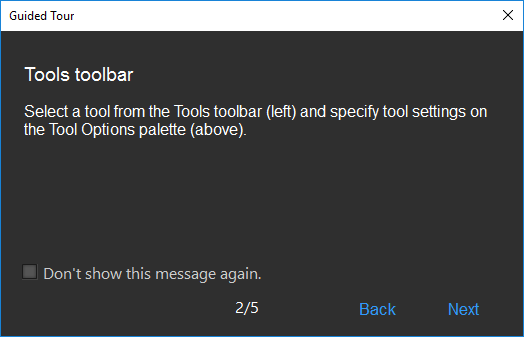 Guided Tour
Tools toolbar
Select a tool from the Tools toolbar (left) and specify tool settings on
the Tool Options palette (above).
Don't show this message again.
2/5
Back
Next